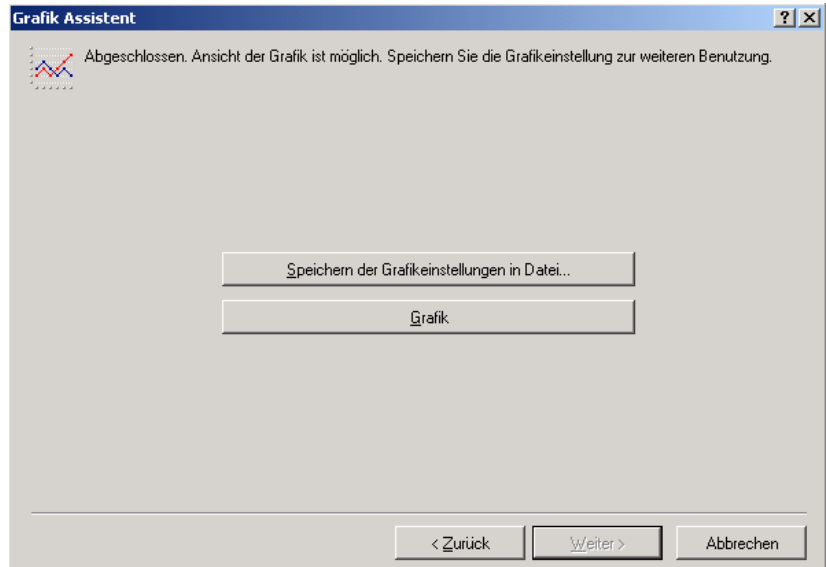 Grafik Assistent
Abgeschlossen. Ansicht der Grafik ist möglich. Speichern Sie die Grafikeinstellung zur weiteren Benutzung.
Speichern der Grafikeinstellungen in Datei...
Grafik
< Zurück Weiter > Abbrechen